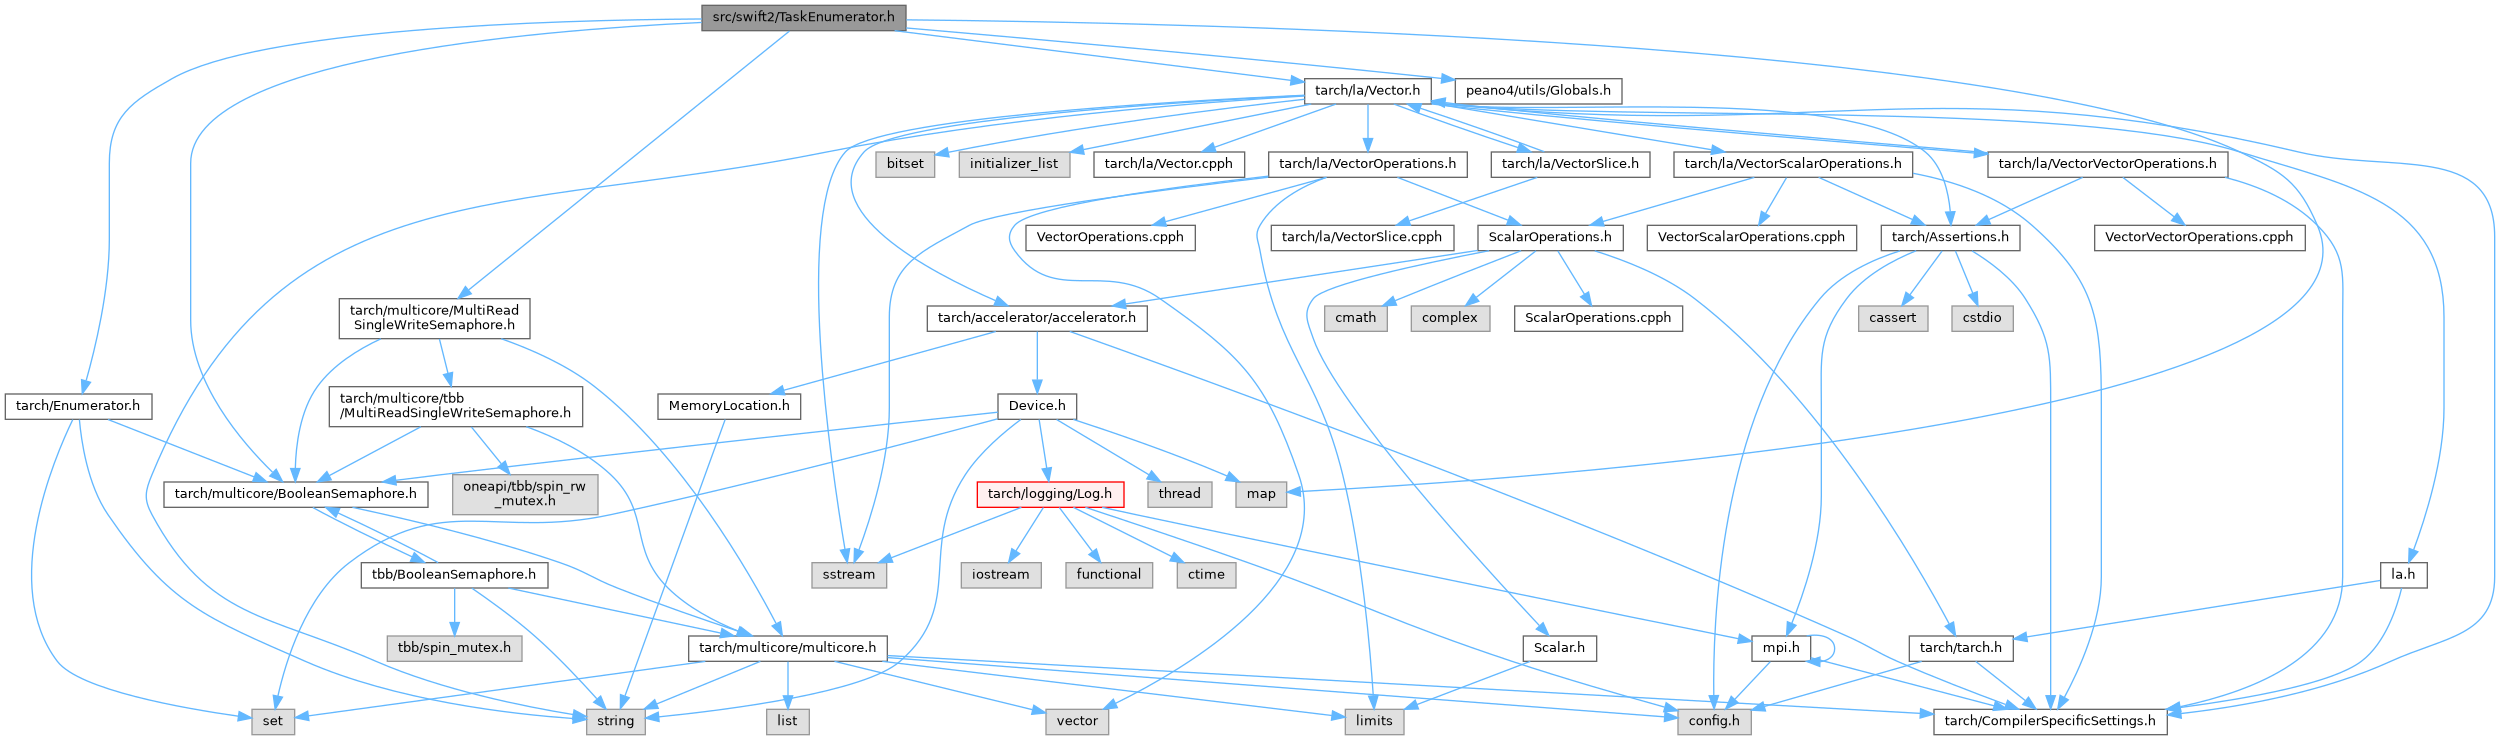 src/swift2/TaskEnumerator.h
tarch/la/Vector.h
peano4/utils/Globals.h
bitset
initializer_list
tarch/la/Vector.cpph
tarch/la/VectorOperations.h
tarch/la/VectorSlice.h
tarch/la/VectorScalarOperations.h
tarch/la/VectorVectorOperations.h
VectorOperations.cpph
tarch/la/VectorSlice.cpph
ScalarOperations.h
VectorScalarOperations.cpph
tarch/Assertions.h
VectorVectorOperations.cpph
tarch/multicore/MultiRead
SingleWriteSemaphore.h
tarch/accelerator/accelerator.h
cmath
complex
ScalarOperations.cpph
cassert
cstdio
tarch/Enumerator.h
tarch/multicore/tbb
/MultiReadSingleWriteSemaphore.h
MemoryLocation.h
Device.h
tarch/multicore/BooleanSemaphore.h
oneapi/tbb/spin_rw
_mutex.h
tarch/logging/Log.h
thread
map
tbb/BooleanSemaphore.h
sstream
iostream
functional
ctime
la.h
tbb/spin_mutex.h
tarch/multicore/multicore.h
Scalar.h
mpi.h
tarch/tarch.h
set
string
list
vector
limits
config.h
tarch/CompilerSpecificSettings.h